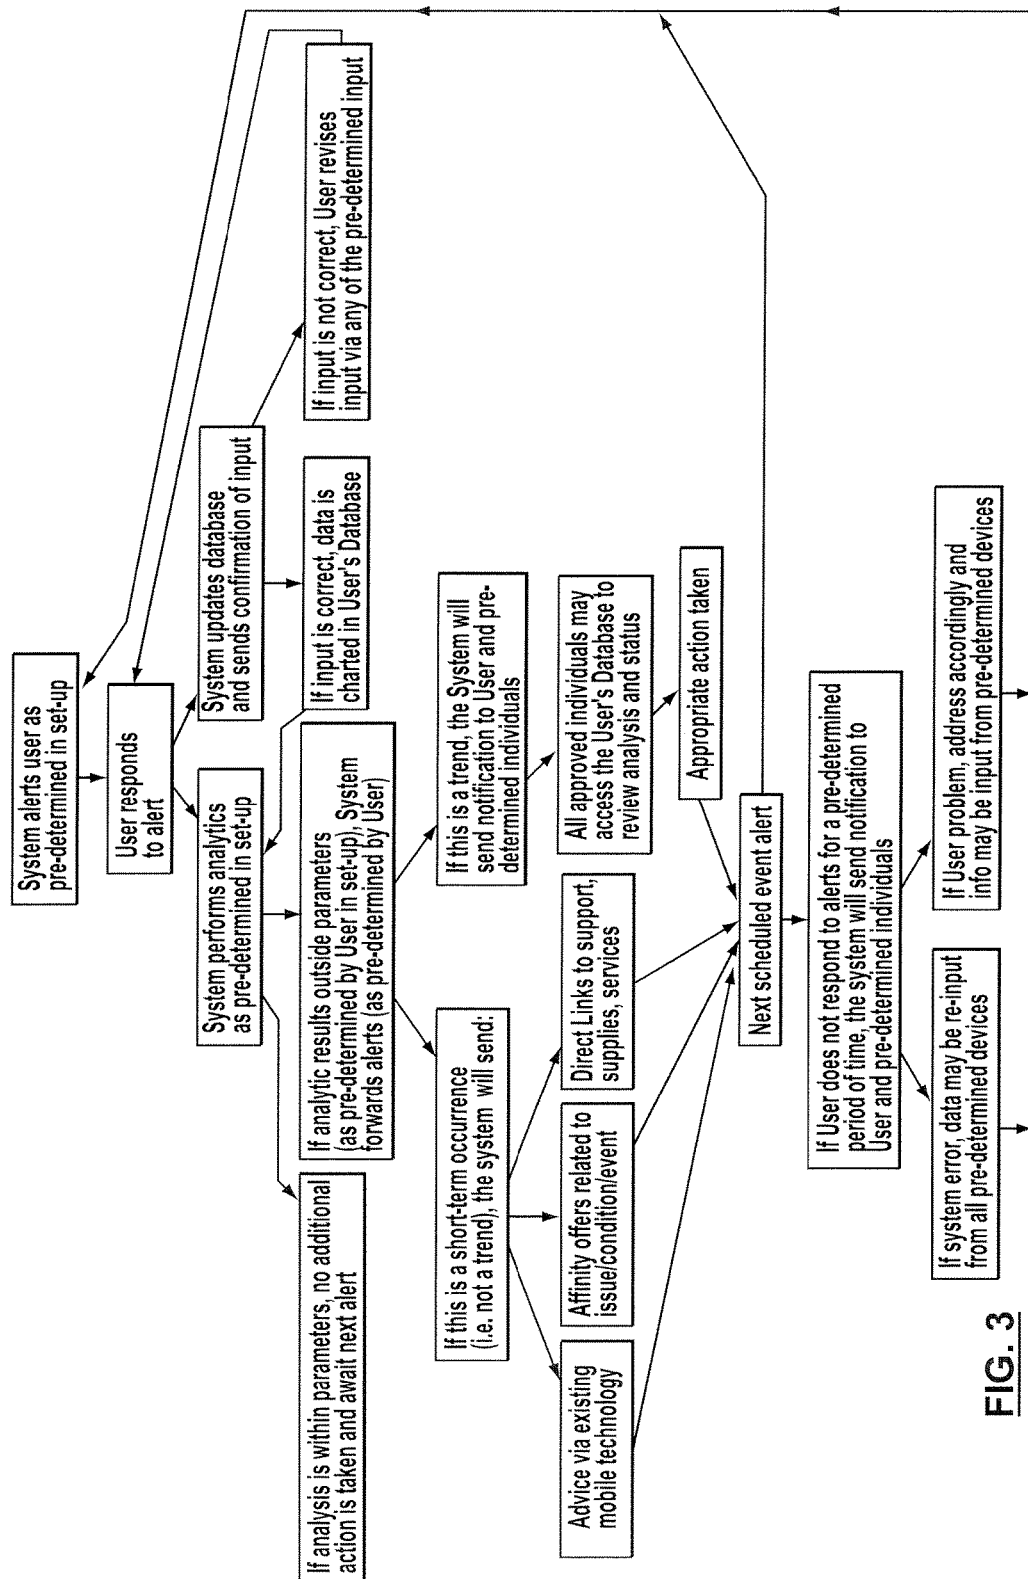 System alerts user as
pre-determined in set-up
User responds
to alert
System performs analytics
as pre-determined in set-up
System updates database
and sends confirmation of input
If analysis is within parameters, no additional
action is taken and await next alert
If analytic results outside parameters
(as pre-determined by User in set-up), System
forwards alerts (as pre-determined by User)
If input is correct, data is
charted in User's Database
If input is not correct, User revises
input via any of the pre-determined input
If this is a short-term occurrence
(i.e. not a trend), the system will send:
If this is a trend, the System will
send notification to User and pre-
determined individuals
Advice via existing
mobile technology
Affinity offers related to
issue/condition/event
Direct Links to support,
supplies, services
All approved individuals may
access the User's Database to
review analysis and status
Appropriate action taken
Next scheduled event alert
If User does not respond to alerts for a pre-determined
period of time, the system will send notification to
User and pre-determined individuals
If system error, data may be re-input
from all pre-determined devices
If User problem, address accordingly and
info may be input from pre-determined devices
FIG. 3